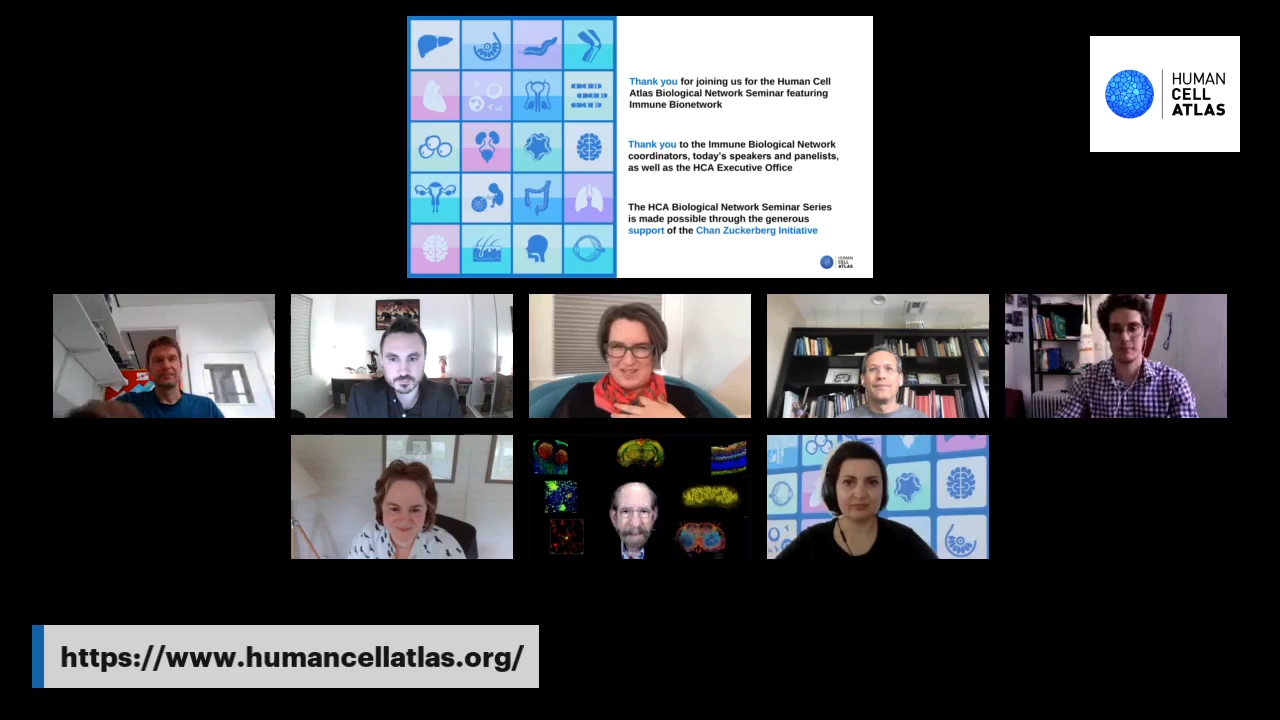 Thank you for joining us for the Human Cell
Atlas Biological Network Seminar featuring
Immune Bionetwork
Thank you to the Immune Biological Network
coordinators, today's speakers and panelists,
as well as the HCA Executive Office
The HCA Biological Network Seminar Series
is made possible through the generous
support of the Chan Zuckerberg Initiative
HUMAN
CELL
ATLAS
HUMAN
CELL
ATLAS
https://www.humancellatlas.org/